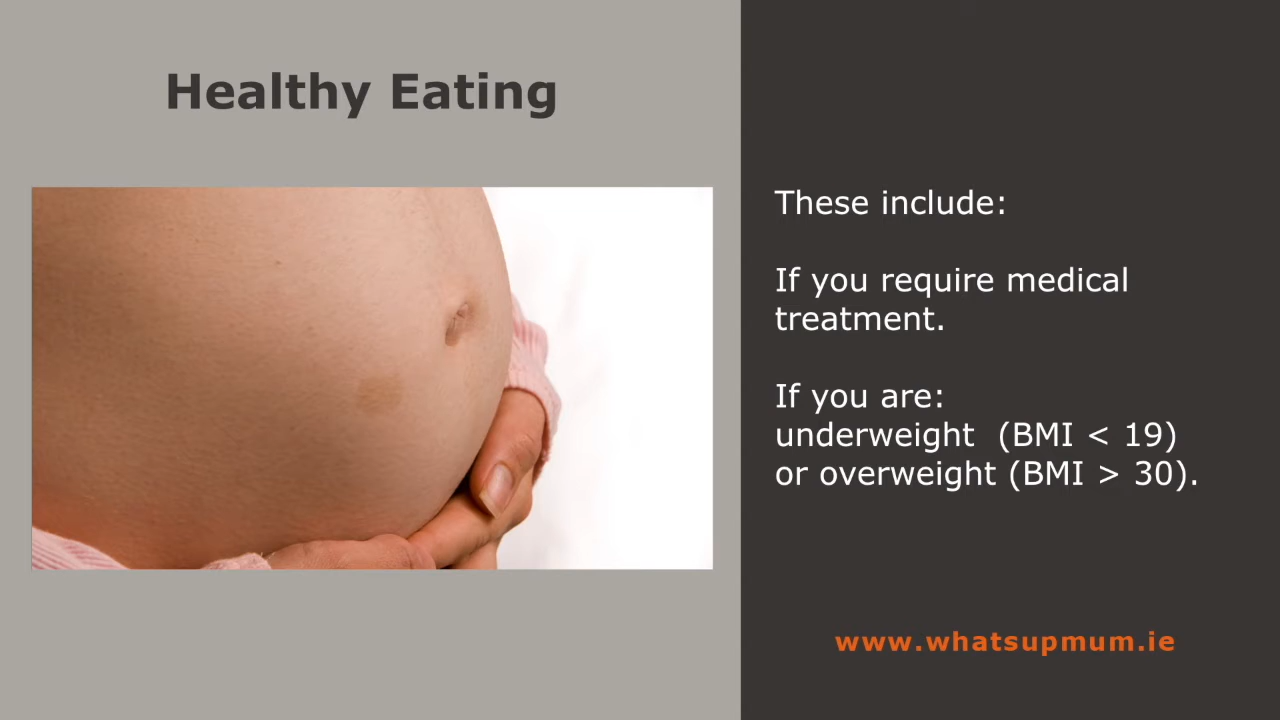 Healthy Eating
These include:
If you require medical
treatment.
If you are:
underweight  (BMI < 19)
or overweight (BMI > 30).
www.whatsupmum.ie